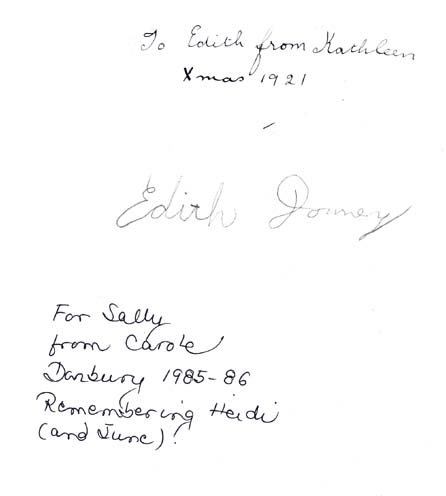 To Edith from Kathleen
Xmas 1921
Edith Downey
For Sally
from Carole
Danbury 1985-86
Remembering Heidi
(and June)!